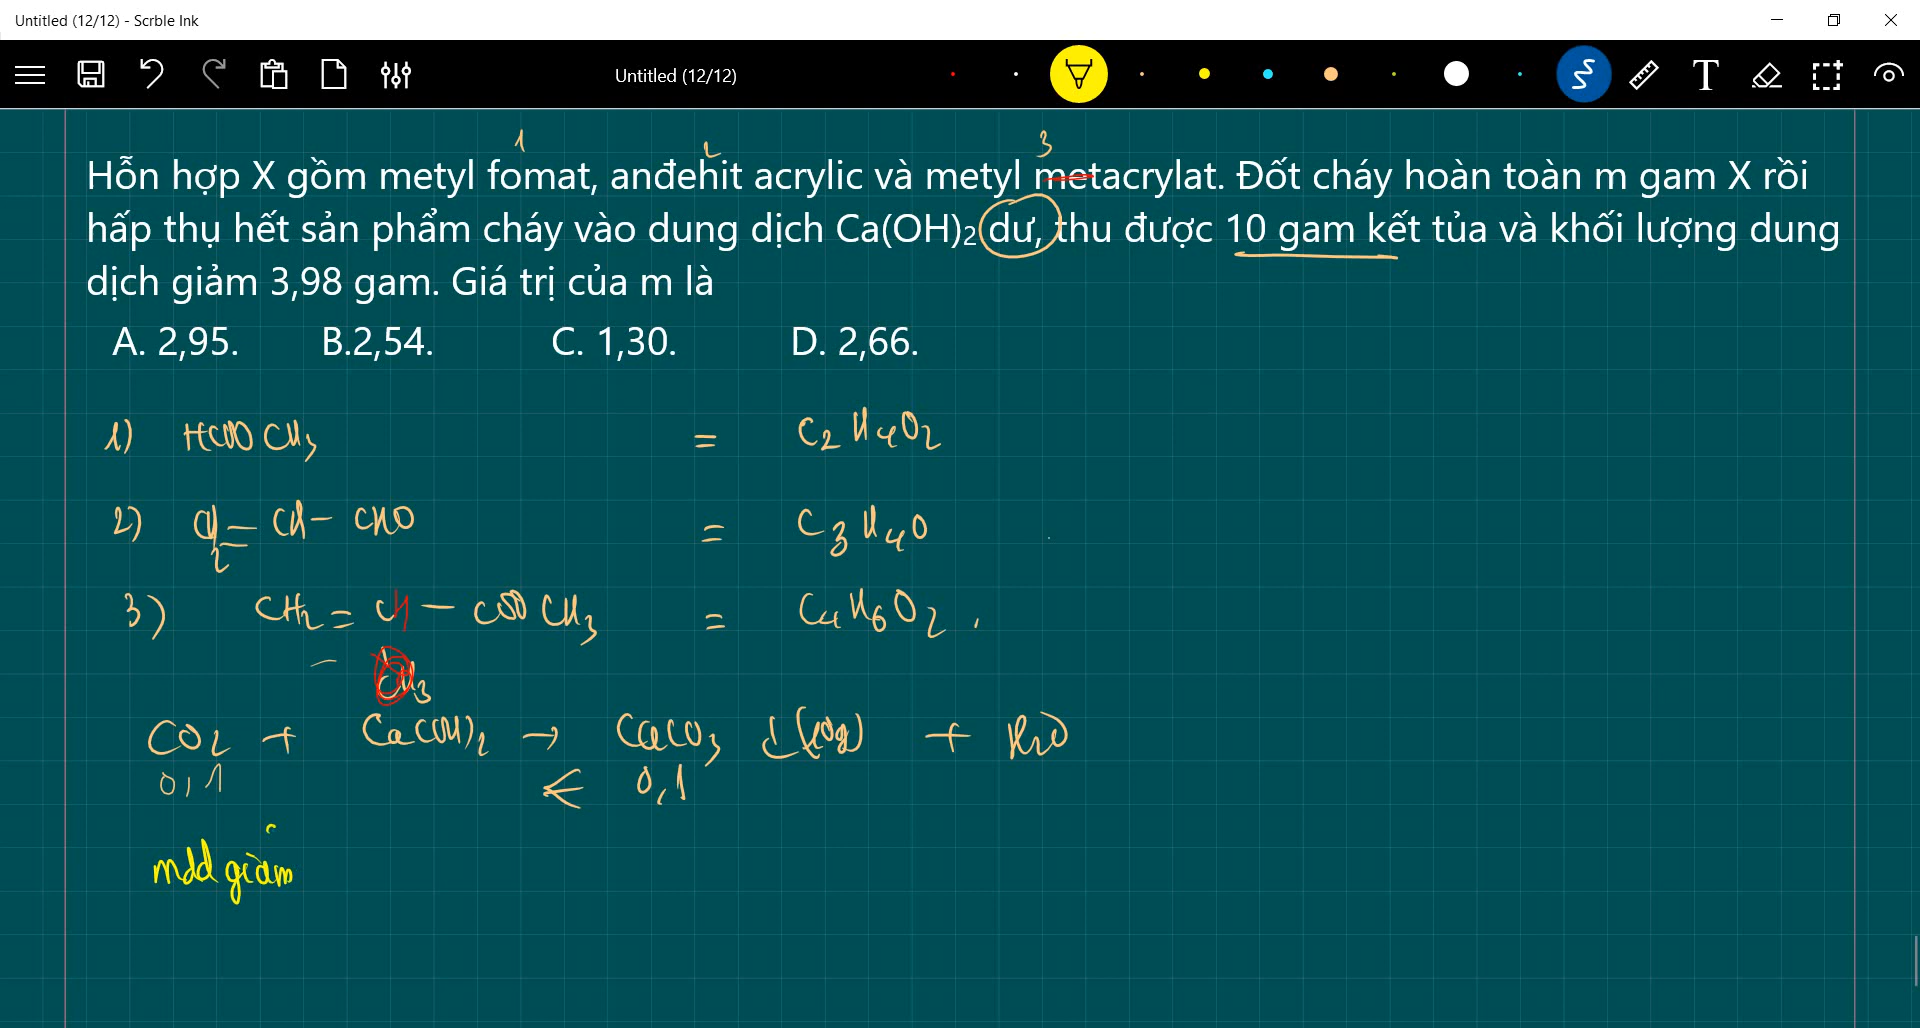 Untitled (12/12) - Scrble Ink
Untitled (12/12)
T
1 2 3
Hỗn hợp X gồm metyl fomat, anđehit acrylic và metyl metacrylat. Đốt cháy hoàn toàn m gam X rồi
hấp thụ hết sản phẩm cháy vào dung dịch Ca(OH)₂ dư, thu được 10 gam kết tủa và khối lượng dung
dịch giảm 3,98 gam. Giá trị của m là
A. 2,95. B.2,54. C. 1,30. D. 2,66.
1) HCOOCH₃ = C₂H₄O₂
2) CH₂=CH-CHO = C₃H₄O
3) CH₂=CH-COOCH₃ = C₄H₆O₂.
CH₃
CO₂ + Ca(OH)₂ → CaCO₃ ↓(10g) + H₂O
0,1 ← 0,1
mdd giảm